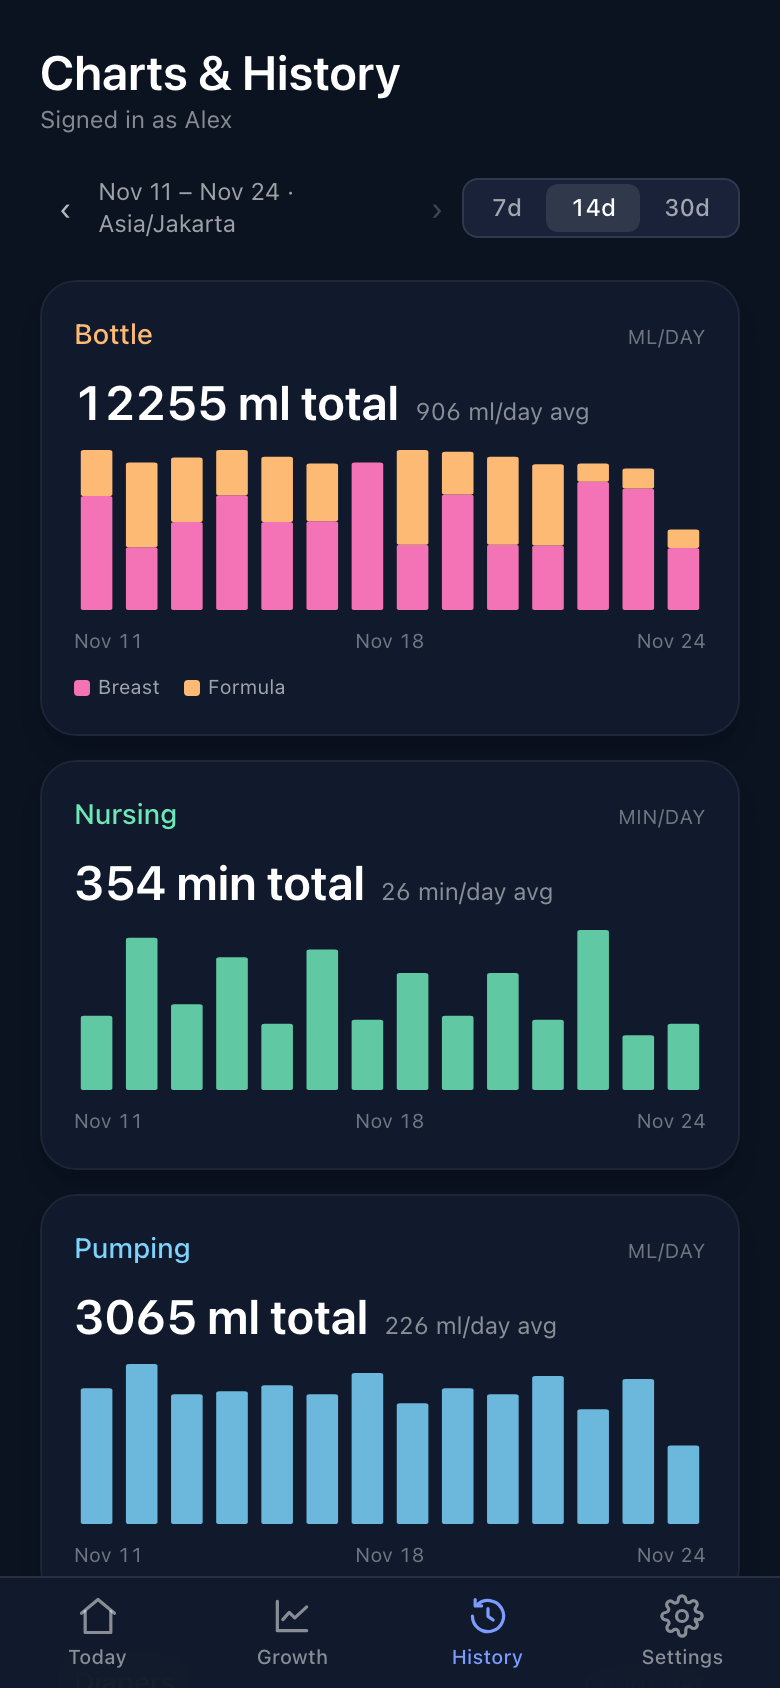 Charts & History
Signed in as Alex
‹
Nov 11 – Nov 24 ·
Asia/Jakarta
›
7d 14d 30d
Bottle
ML/DAY
12255 ml total 906 ml/day avg
Nov 11 Nov 18 Nov 24
Breast Formula
Nursing
MIN/DAY
354 min total 26 min/day avg
Nov 11 Nov 18 Nov 24
Pumping
ML/DAY
3065 ml total 226 ml/day avg
Nov 11 Nov 18 Nov 24
Today Growth History Settings
Diapers